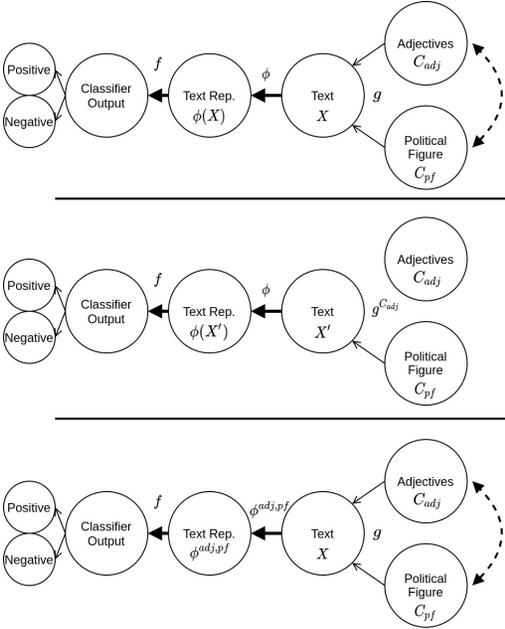 Adjectives
C_adj
f
ϕ
Positive
Classifier
Output
Text Rep.
ϕ(X)
Text
X
g
Negative
Political
Figure
C_pf
Adjectives
C_adj
f
ϕ
Positive
Classifier
Output
Text Rep.
ϕ(X′)
Text
X′
g^C_adj
Negative
Political
Figure
C_pf
Adjectives
C_adj
f
ϕ^adj,pf
Positive
Classifier
Output
Text Rep.
ϕ^adj,pf
Text
X
g
Negative
Political
Figure
C_pf